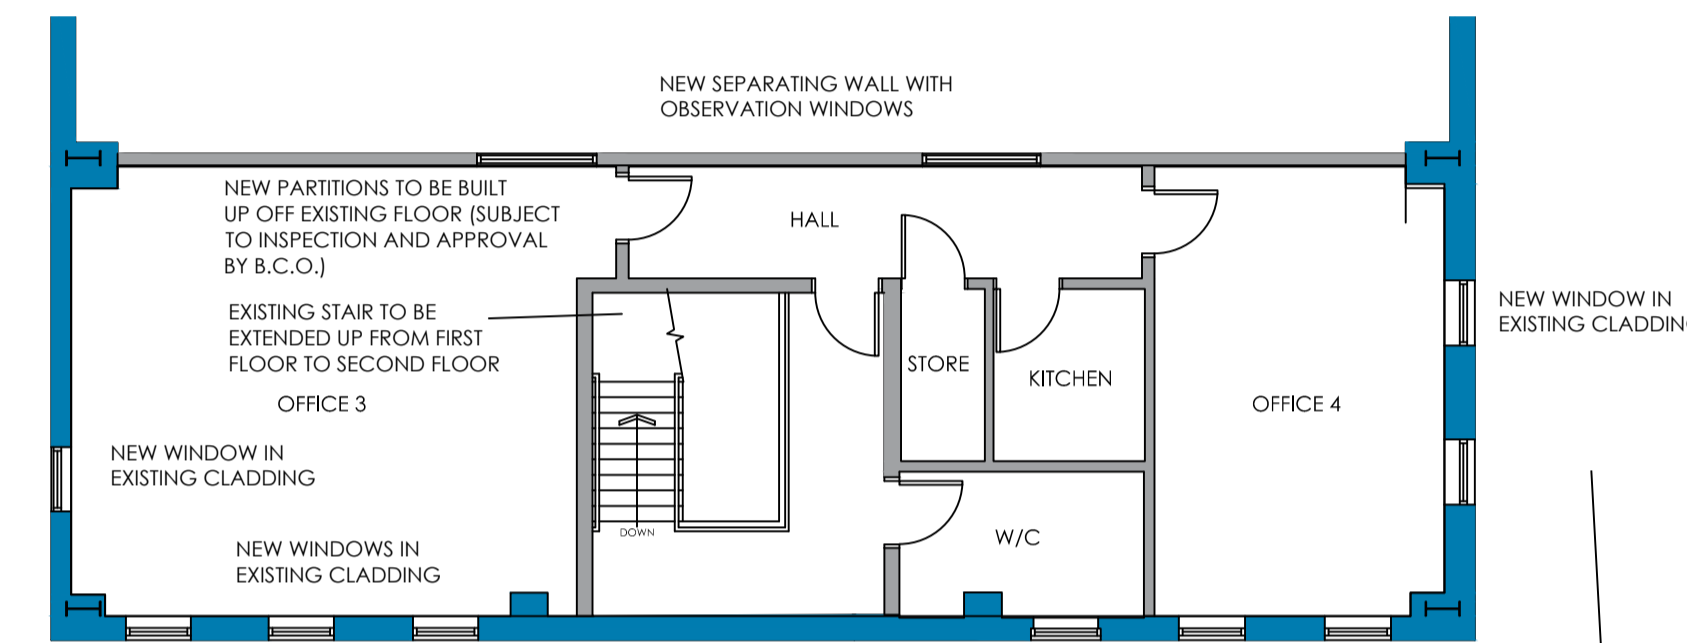 NEW SEPARATING WALL WITH
OBSERVATION WINDOWS
NEW PARTITIONS TO BE BUILT
UP OFF EXISTING FLOOR (SUBJECT
TO INSPECTION AND APPROVAL
BY B.C.O.)
HALL
EXISTING STAIR TO BE
EXTENDED UP FROM FIRST
FLOOR TO SECOND FLOOR
NEW WINDOW IN
EXISTING CLADDIN
STORE
KITCHEN
OFFICE 3
OFFICE 4
NEW WINDOW IN
EXISTING CLADDING
DOWN
W/C
NEW WINDOWS IN
EXISTING CLADDING